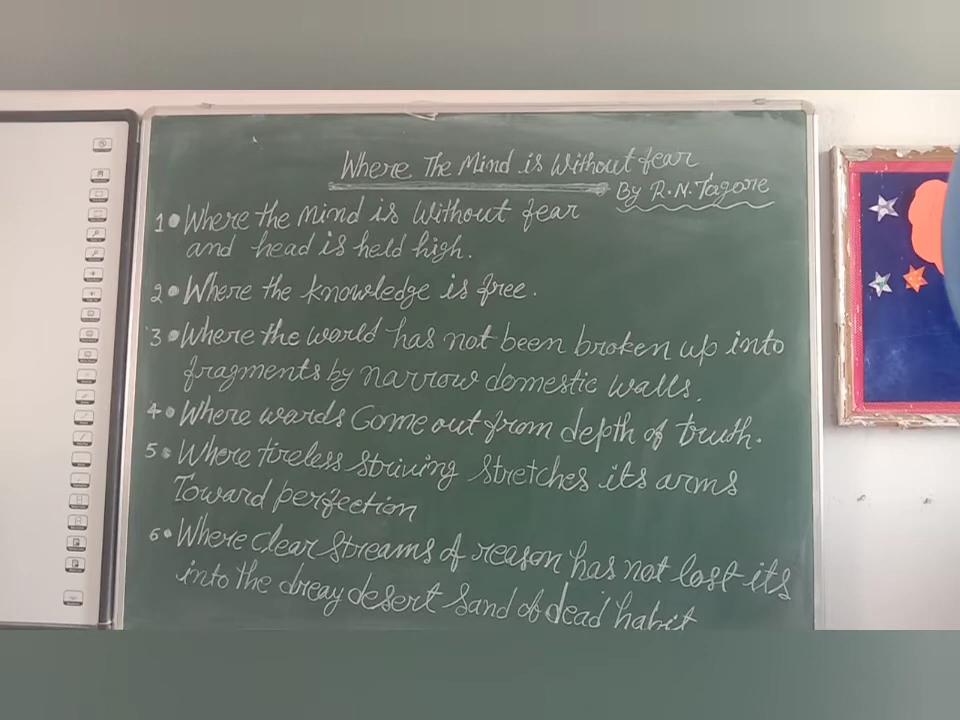 Where The Mind is Without fear
By R.N. Tagore
1• Where the mind is Without fear
and head is held high.
2• Where the knowledge is free.
3• Where the world has not been broken up into
fragments by narrow domestic walls.
4• Where words Come out from depth of truth.
5• Where tireless striving stretches its arms
Toward perfection
6• Where clear streams of reason has not lost its
into the dreay desert sand of dead habit